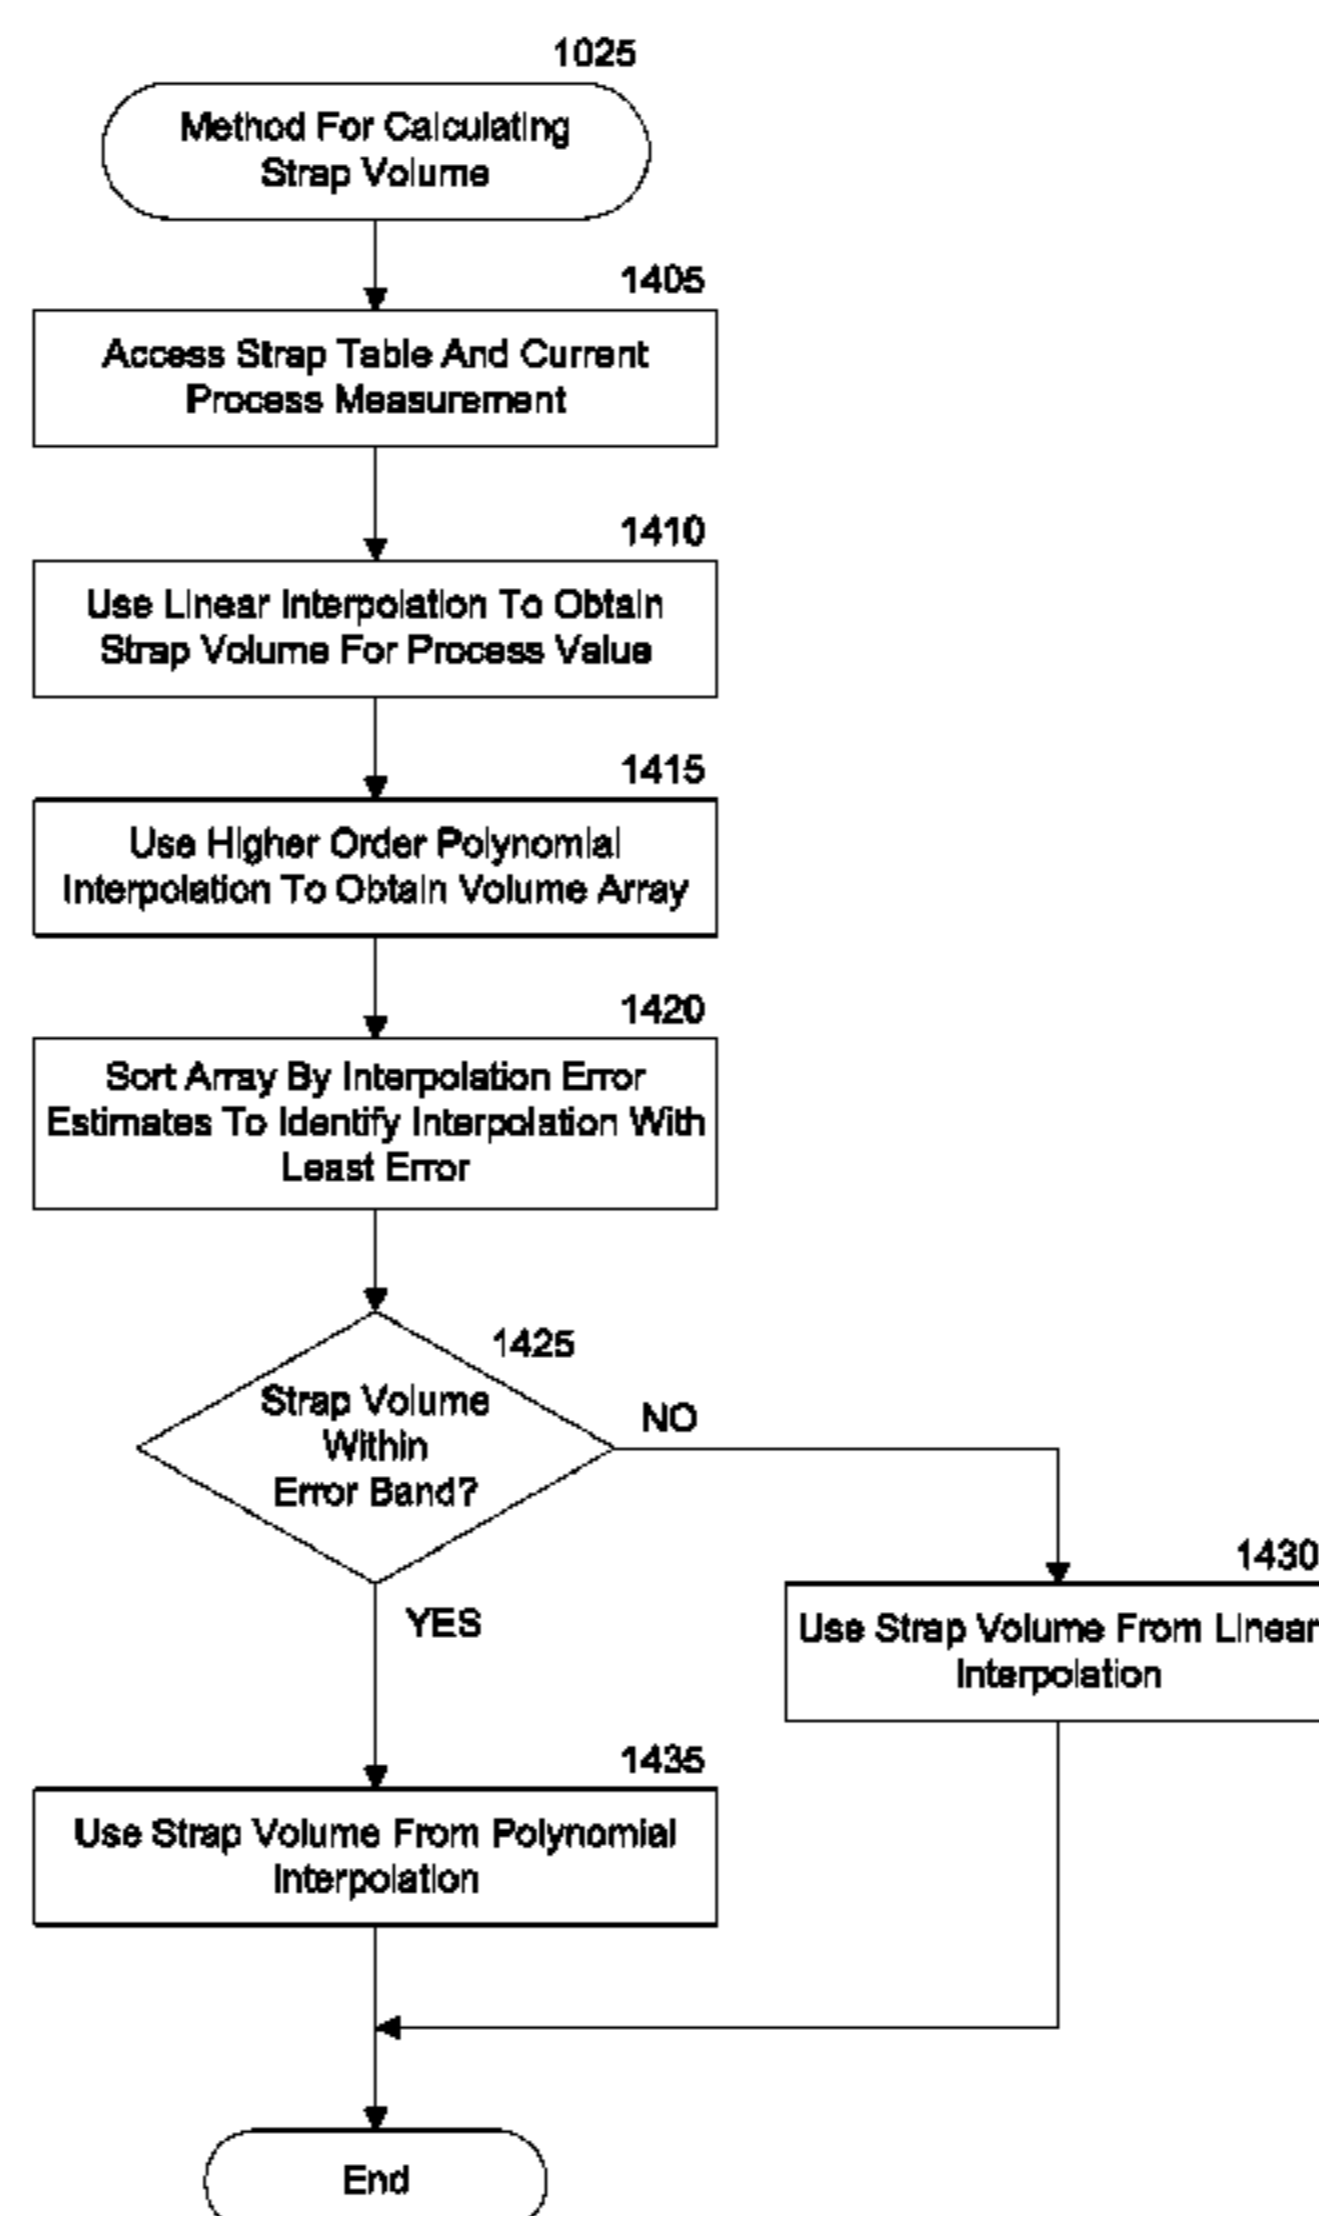 1025
Method For Calculating
Strap Volume
1405
Access Strap Table And Current
Process Measurement
1410
Use Linear Interpolation To Obtain
Strap Volume For Process Value
1415
Use Higher Order Polynomial
Interpolation To Obtain Volume Array
1420
Sort Array By Interpolation Error
Estimates To Identify Interpolation With
Least Error
1425
Strap Volume
Within
Error Band?
NO
YES
1430
Use Strap Volume From Linear
Interpolation
1435
Use Strap Volume From Polynomial
Interpolation
End